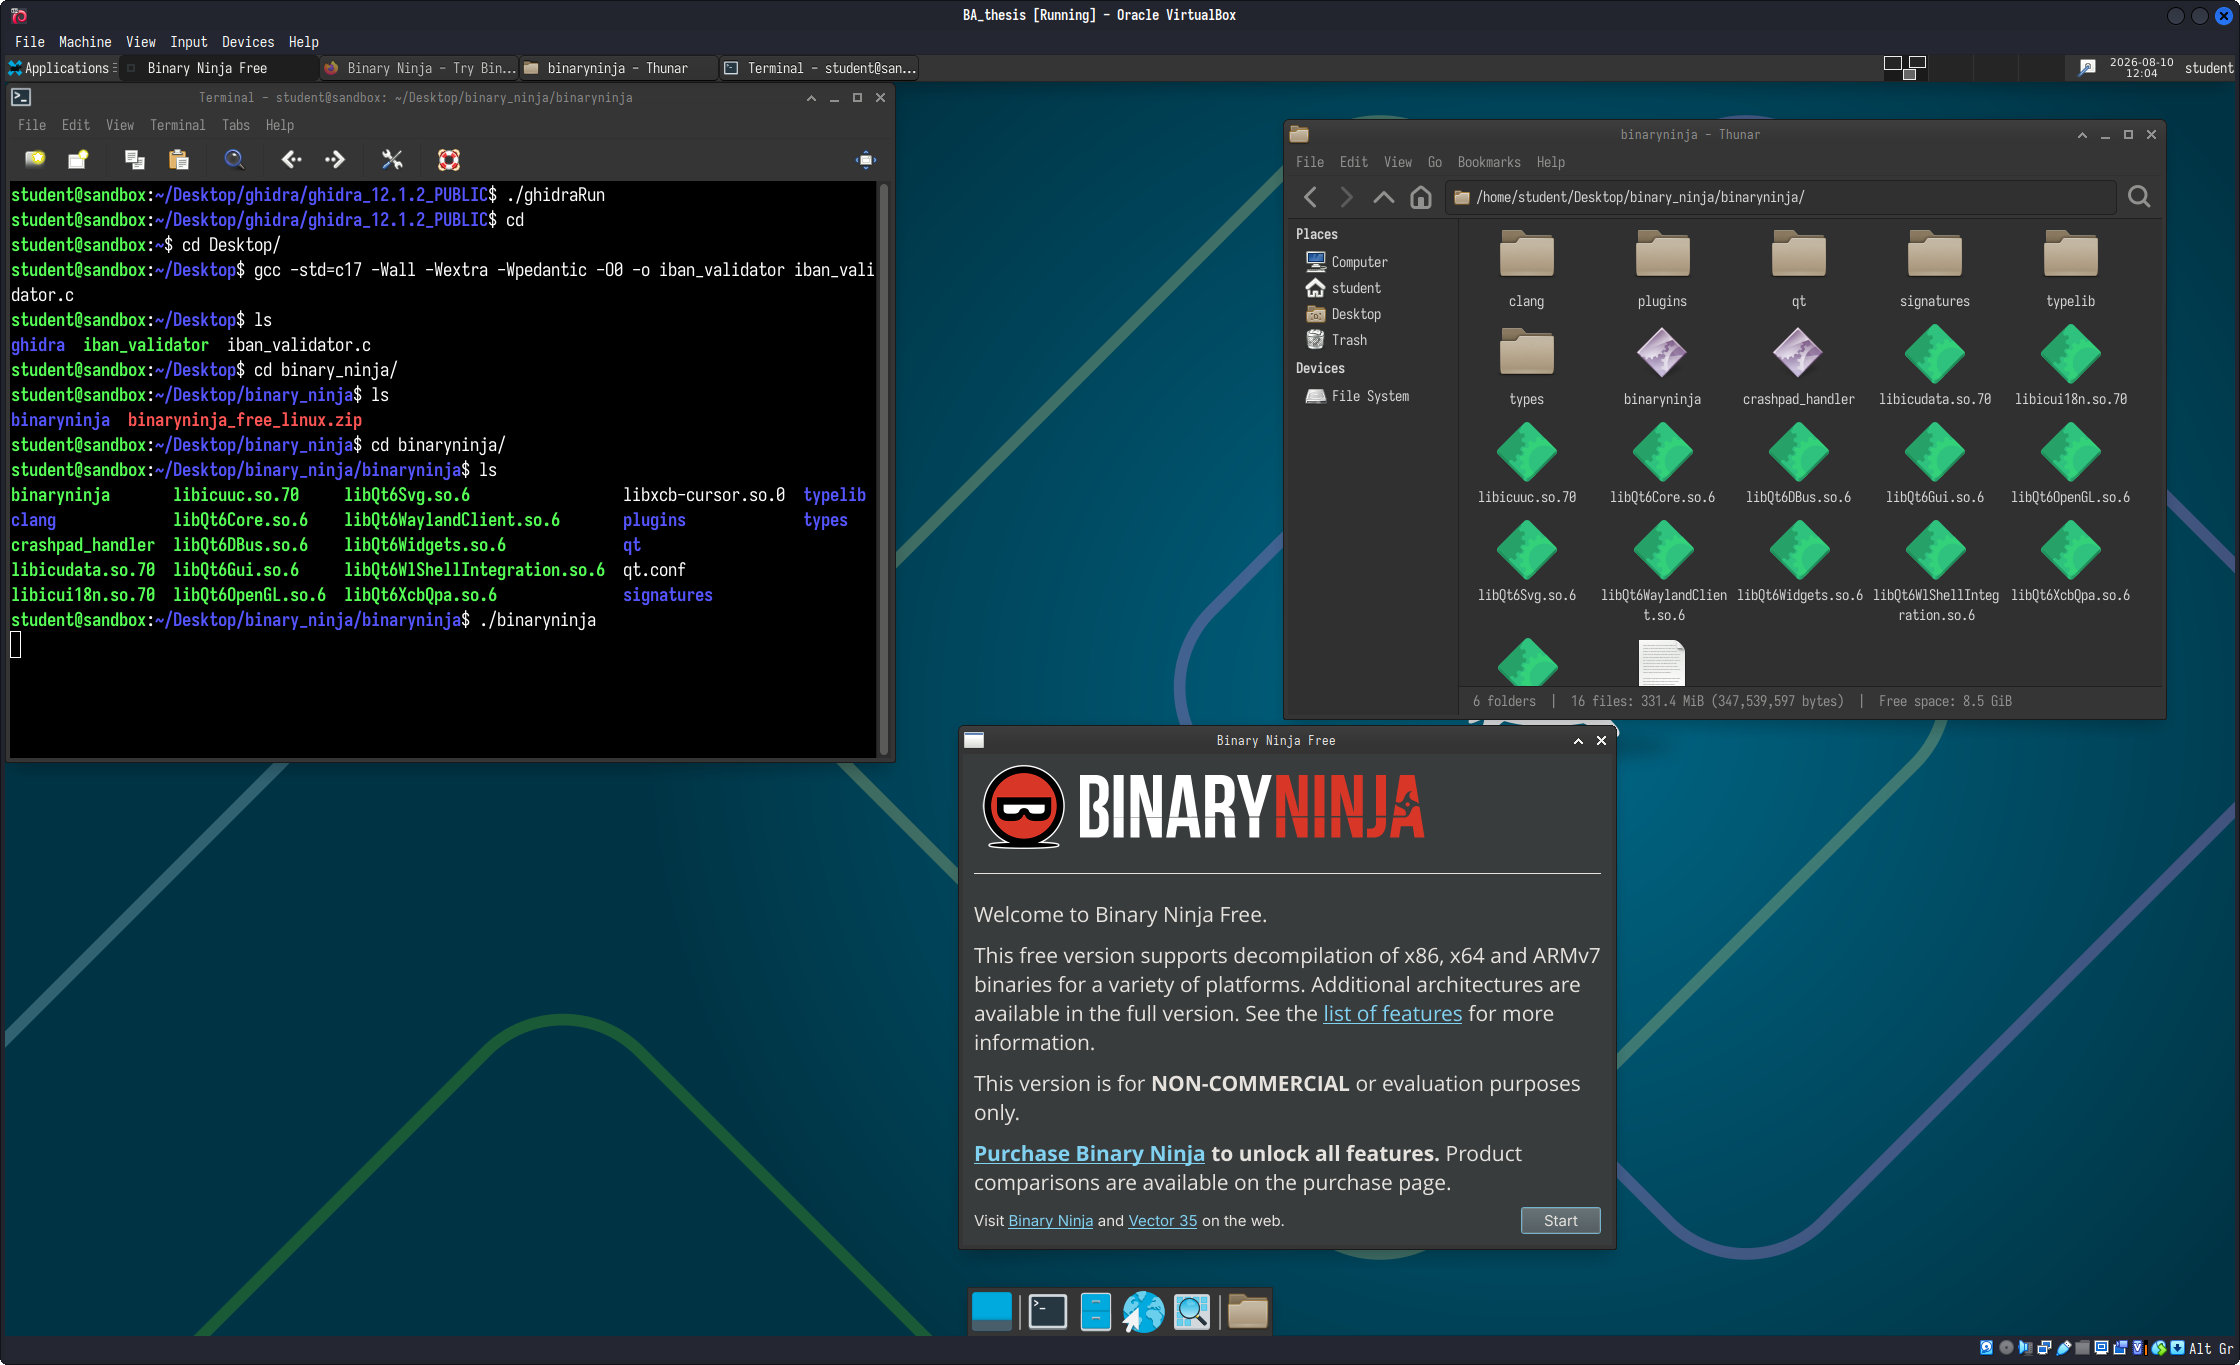 BA_thesis [Running] - Oracle VirtualBox
File Machine View Input Devices Help
Applications Binary Ninja Free Binary Ninja - Try Bin... binaryninja - Thunar Terminal - student@san... 2026-08-10 12:04 student
Terminal - student@sandbox: ~/Desktop/binary_ninja/binaryninja
File Edit View Terminal Tabs Help
student@sandbox:~/Desktop/ghidra/ghidra_12.1.2_PUBLIC$ ./ghidraRun
student@sandbox:~/Desktop/ghidra/ghidra_12.1.2_PUBLIC$ cd
student@sandbox:~$ cd Desktop/
student@sandbox:~/Desktop$ gcc -std=c17 -Wall -Wextra -Wpedantic -O0 -o iban_validator iban_vali
dator.c
student@sandbox:~/Desktop$ ls
ghidra iban_validator iban_validator.c
student@sandbox:~/Desktop$ cd binary_ninja/
student@sandbox:~/Desktop/binary_ninja$ ls
binaryninja binaryninja_free_linux.zip
student@sandbox:~/Desktop/binary_ninja$ cd binaryninja/
student@sandbox:~/Desktop/binary_ninja/binaryninja$ ls
binaryninja libicuuc.so.70 libQt6Svg.so.6 libxcb-cursor.so.0 typelib
clang libQt6Core.so.6 libQt6WaylandClient.so.6 plugins types
crashpad_handler libQt6DBus.so.6 libQt6Widgets.so.6 qt
libicudata.so.70 libQt6Gui.so.6 libQt6WlShellIntegration.so.6 qt.conf
libicui18n.so.70 libQt6OpenGL.so.6 libQt6XcbQpa.so.6 signatures
student@sandbox:~/Desktop/binary_ninja/binaryninja$ ./binaryninja
binaryninja - Thunar
File Edit View Go Bookmarks Help
/home/student/Desktop/binary_ninja/binaryninja/
Places
Computer
student
Desktop
Trash
Devices
File System
clang plugins qt signatures typelib
types binaryninja crashpad_handler libicudata.so.70 libicui18n.so.70
libicuuc.so.70 libQt6Core.so.6 libQt6DBus.so.6 libQt6Gui.so.6 libQt6OpenGL.so.6
libQt6Svg.so.6 libQt6WaylandClien libQt6Widgets.so.6 libQt6WlShellInteg libQt6XcbQpa.so.6
t.so.6 ration.so.6
6 folders | 16 files: 331.4 MiB (347,539,597 bytes) | Free space: 8.5 GiB
Binary Ninja Free
BINARYNINJA
Welcome to Binary Ninja Free.
This free version supports decompilation of x86, x64 and ARMv7
binaries for a variety of platforms. Additional architectures are
available in the full version. See the list of features for more
information.
This version is for NON-COMMERCIAL or evaluation purposes
only.
Purchase Binary Ninja to unlock all features. Product
comparisons are available on the purchase page.
Visit Binary Ninja and Vector 35 on the web.
Start
Alt Gr